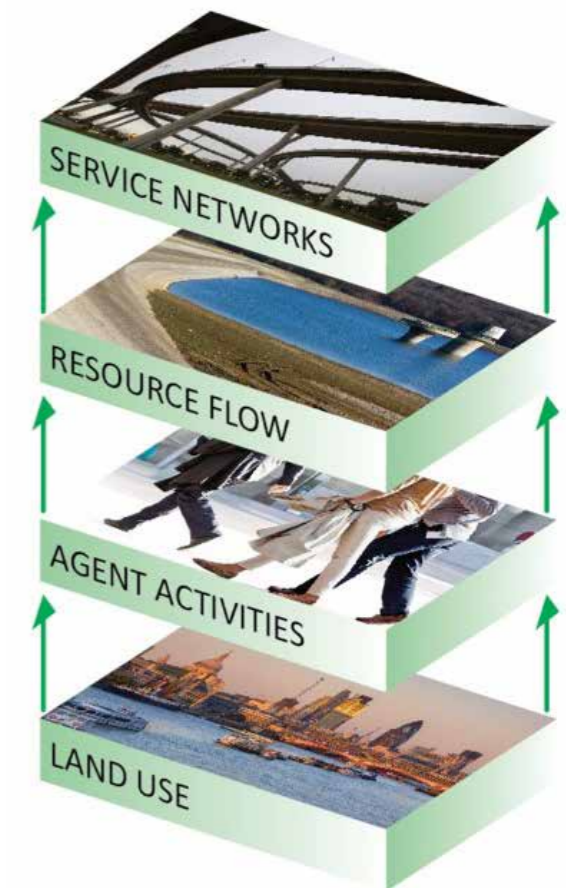 SERVICE NETWORKS
RESOURCE FLOW
AGENT ACTIVITIES
LAND USE